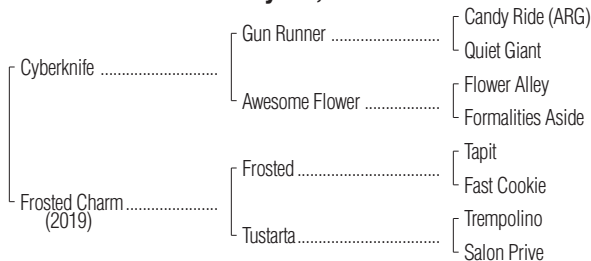 Candy Ride (ARG)
Gun Runner
Quiet Giant
Cyberknife
Flower Alley
Awesome Flower
Formalities Aside
Tapit
Frosted
Fast Cookie
Frosted Charm
(2019)
Trempolino
Tustarta
Salon Prive